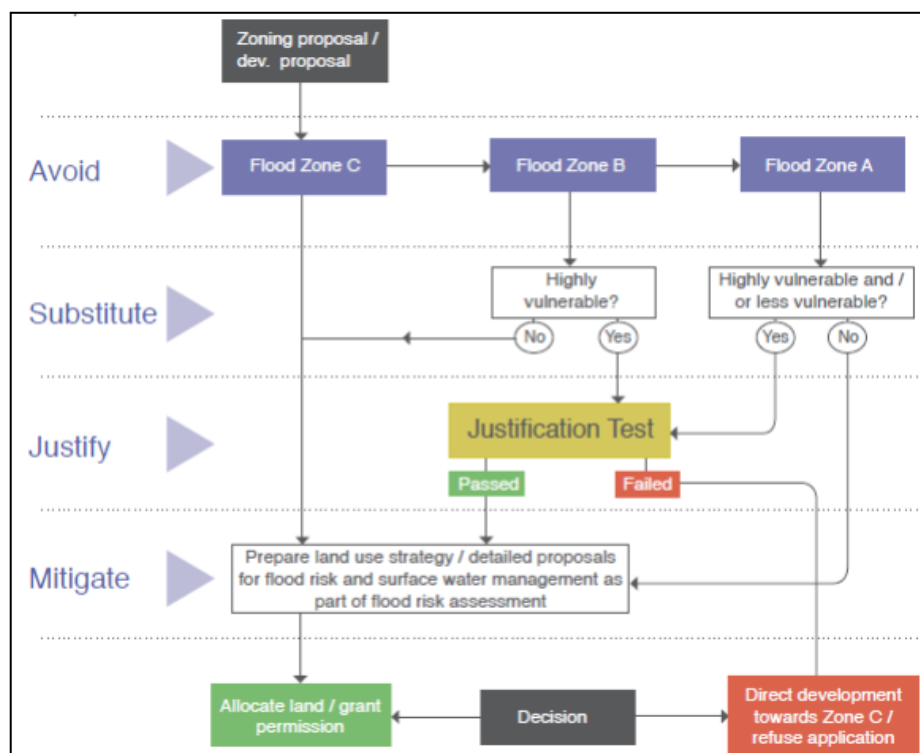 Zoning proposal /
dev. proposal
Avoid
Flood Zone C
Flood Zone B
Flood Zone A
Substitute
Highly
vulnerable?
No
Yes
Highly vulnerable and /
or less vulnerable?
Yes
No
Justify
Justification Test
Passed
Failed
Mitigate
Prepare land use strategy / detailed proposals
for flood risk and surface water management as
part of flood risk assessment
Allocate land / grant
permission
Decision
Direct development
towards Zone C /
refuse application